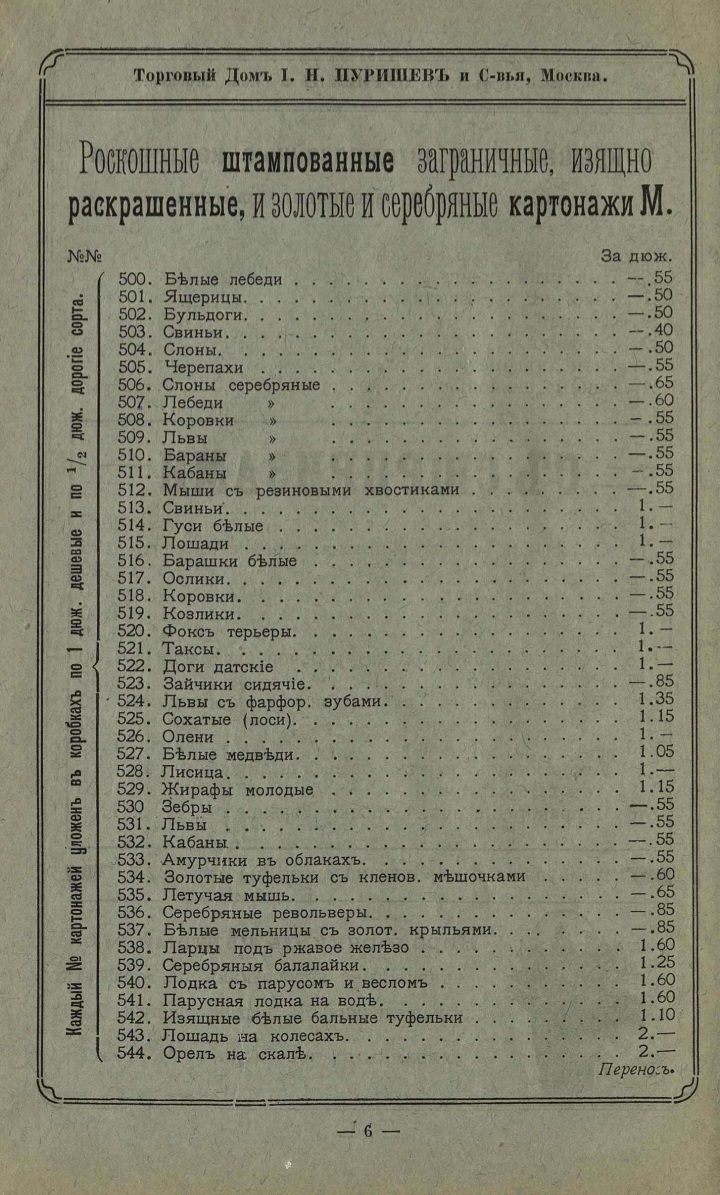 Торговый Домъ І. Н. ПУРИШЕВЪ и С-вья, Москва.
Роскошные штампованные заграничные, изящно
раскрашенные, и золотые и серебряные картонажи М.
№№ За дюж.
Каждый № картонажей уложенъ въ коробкахъ по 1 дюж. дешевые и по 1/2 дюж. дорогіе сорта.
500. Бѣлые лебеди . . . —.55
501. Ящерицы. . . . —.50
502. Бульдоги. . . . —.50
503. Свиньи. . . . —.40
504. Слоны. . . . —.50
505. Черепахи . . . —.55
506. Слоны серебряные . . . —.65
507. Лебеди » . . . —.60
508. Коровки » . . . —.55
509. Львы » . . . —.55
510. Бараны » . . . —.55
511. Кабаны » . . . —.55
512. Мыши съ резиновыми хвостиками . . . —.55
513. Свиньи. . . . 1.—
514. Гуси бѣлые . . . 1.—
515. Лошади . . . 1.—
516. Барашки бѣлые . . . —.55
517. Ослики. . . . —.55
518. Коровки. . . . —.55
519. Козлики. . . . —.55
520. Фоксъ терьеры. . . . 1.—
521. Таксы. . . . 1.—
522. Доги датскіе . . . 1.—
523. Зайчики сидячіе. . . . —.85
524. Львы съ фарфор. зубами. . . . 1.35
525. Сохатые (лоси). . . . 1.15
526. Олени . . . 1.—
527. Бѣлые медвѣди. . . . 1.05
528. Лисица. . . . 1.—
529. Жирафы молодые . . . 1.15
530 Зебры . . . —.55
531. Львы . . . —.55
532. Кабаны . . . —.55
533. Амурчики въ облакахъ. . . . —.55
534. Золотые туфельки съ кленов. мѣшочками . . . —.60
535. Летучая мышь. . . . —.65
536. Серебряные револьверы. . . . —.85
537. Бѣлые мельницы съ золот. крыльями. . . . —.85
538. Ларцы подъ ржавое желѣзо . . . 1.60
539. Серебряныя балалайки. . . . 1.25
540. Лодка съ парусомъ и весломъ . . . 1.60
541. Парусная лодка на водѣ. . . . 1.60
542. Изящные бѣлые бальные туфельки . . . 1.10
543. Лошадь на колесахъ. . . . 2.—
544. Орелъ на скалѣ. . . . 2.—
Переносъ.
— 6 —